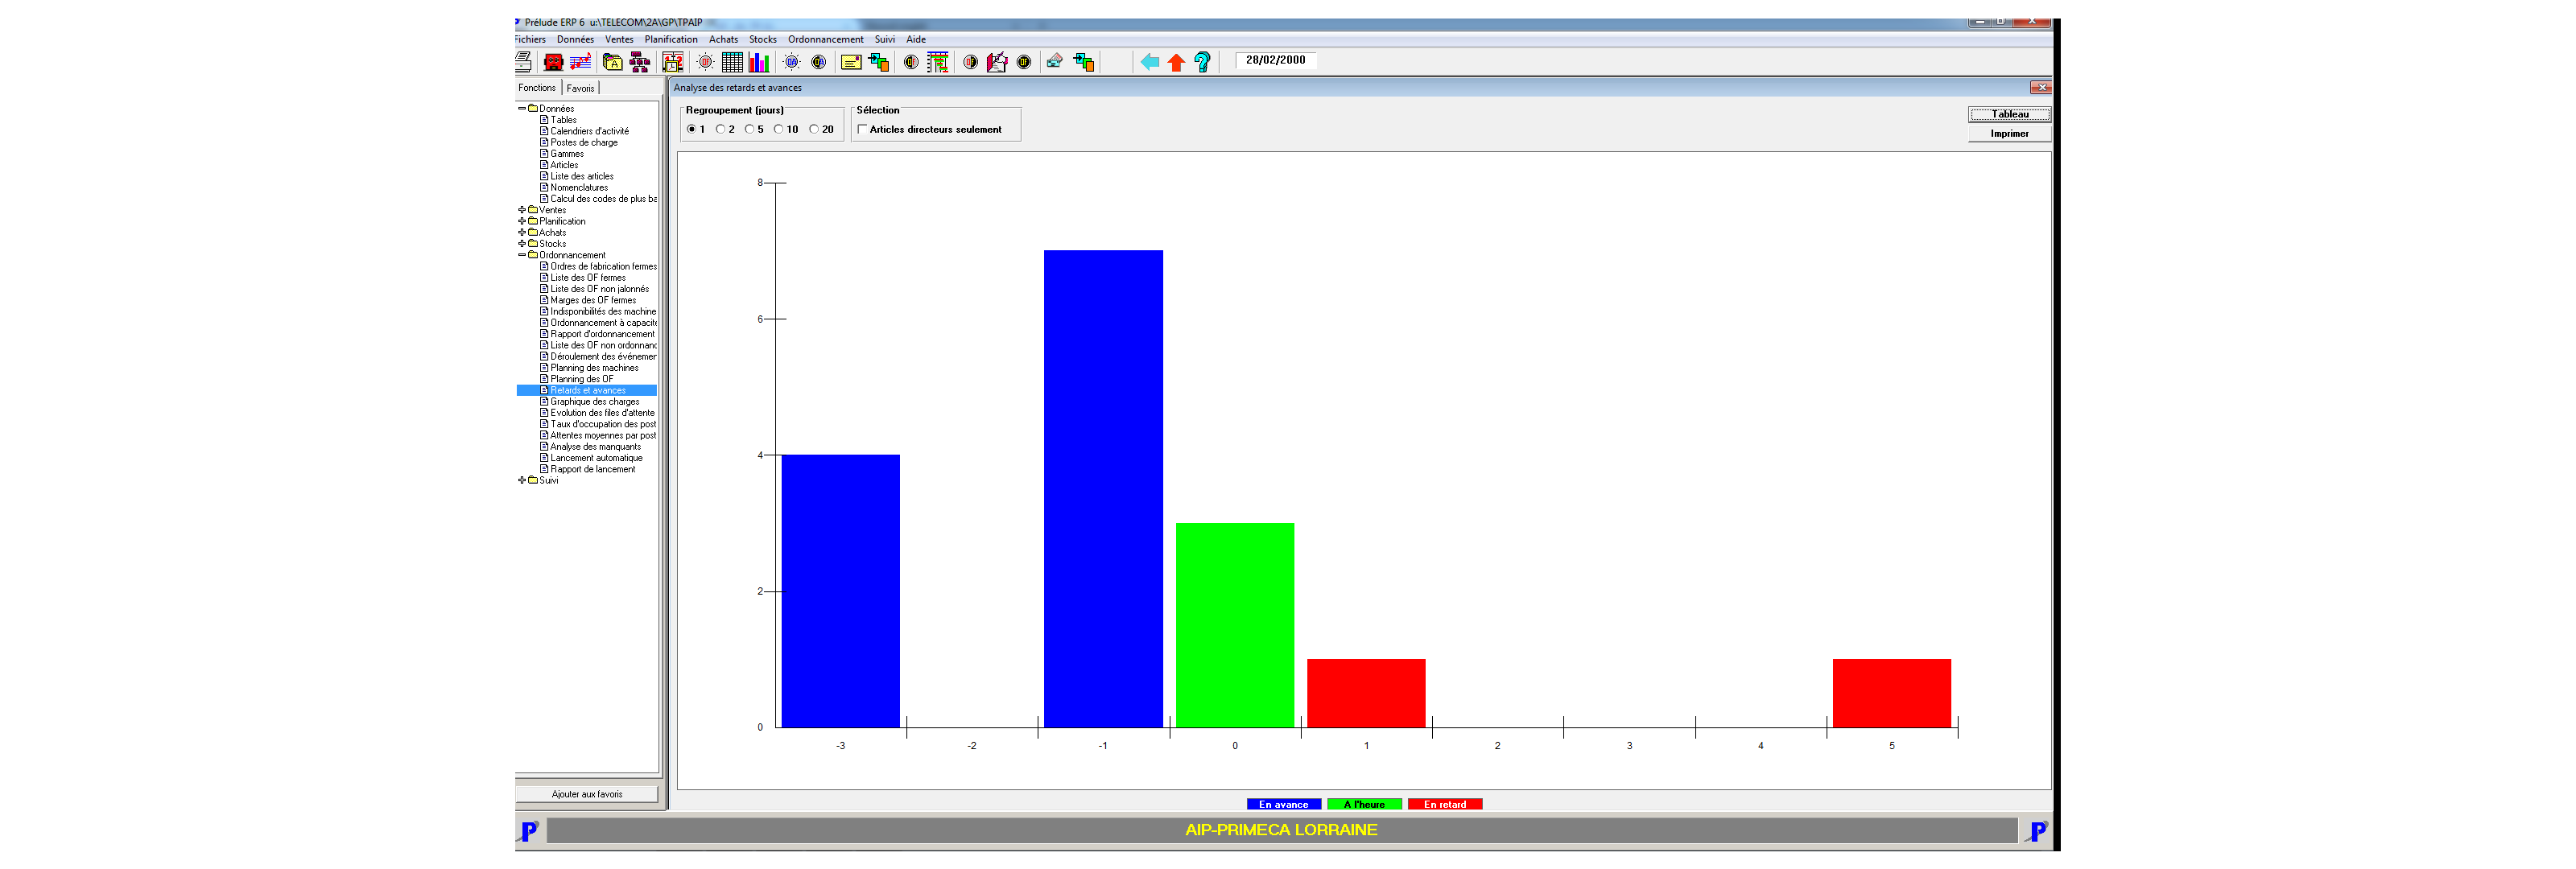 Prélude ERP 6 u:\TELECOM\2A\GP\TPAIP
Fichiers Données Ventes Planification Achats Stocks Ordonnancement Suivi Aide
28/02/2000
Fonctions Favoris
Analyse des retards et avances
Regroupement (jours)
1 2 5 10 20
Sélection
Articles directeurs seulement
Tableau
Imprimer
Données
Tables
Calendriers d'activité
Postes de charge
Gammes
Articles
Liste des articles
Nomenclatures
Calcul des codes de plus ba
Ventes
Planification
Achats
Stocks
Ordonnancement
Ordres de fabrication fermes
Liste des OF fermes
Liste des OF non jalonnés
Marges des OF fermes
Indisponibilités des machine
Ordonnancement à capacité
Rapport d'ordonnancement
Liste des OF non ordonnanc
Déroulement des événemen
Planning des machines
Planning des OF
Retards et avances
Graphique des charges
Evolution des files d'attente
Taux d'occupation des post
Attentes moyennes par post
Analyse des manquants
Lancement automatique
Rapport de lancement
Suivi
Ajouter aux favoris
8
6
4
2
0
-3 -2 -1 0 1 2 3 4 5
En avance A l'heure En retard
AIP-PRIMECA LORRAINE